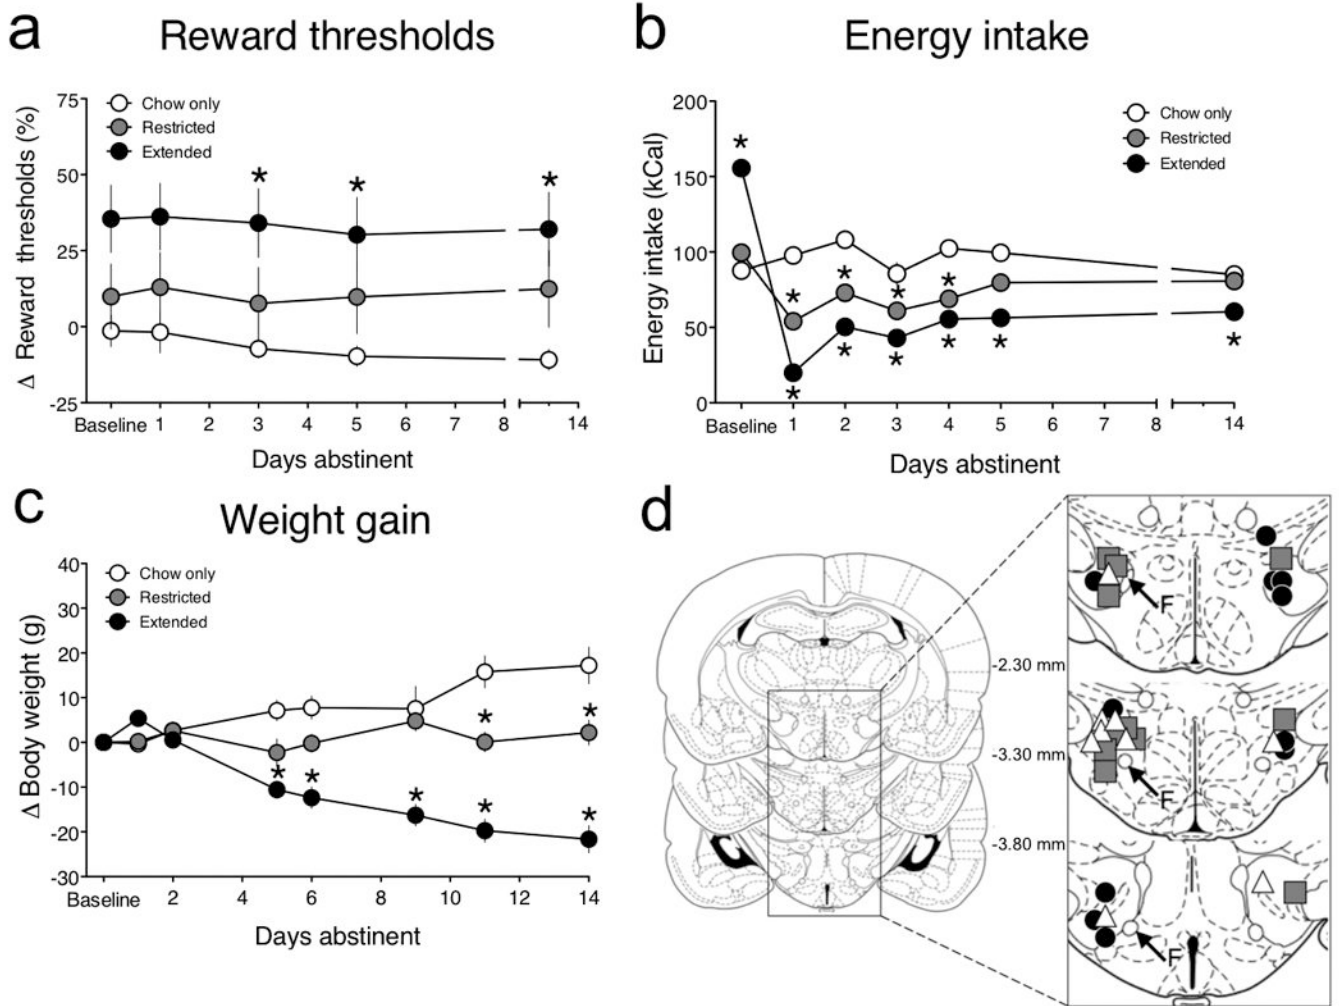 a
Reward thresholds
Chow only
Restricted
Extended
Δ Reward thresholds (%)
75
50
25
0
-25
*
*
*
Baseline 1 2 3 4 5 6 7 8 14
Days abstinent
b
Energy intake
Chow only
Restricted
Extended
Energy intake (kCal)
200
150
100
50
0
*
*
*
*
*
*
*
*
*
*
*
Baseline 1 2 3 4 5 6 7 8 14
Days abstinent
c
Weight gain
Chow only
Restricted
Extended
Δ Body weight (g)
40
30
20
10
0
-10
-20
-30
*
*
*
*
*
*
*
Baseline 2 4 6 8 10 12 14
Days abstinent
d
-2.30 mm
-3.30 mm
-3.80 mm
F
F
F